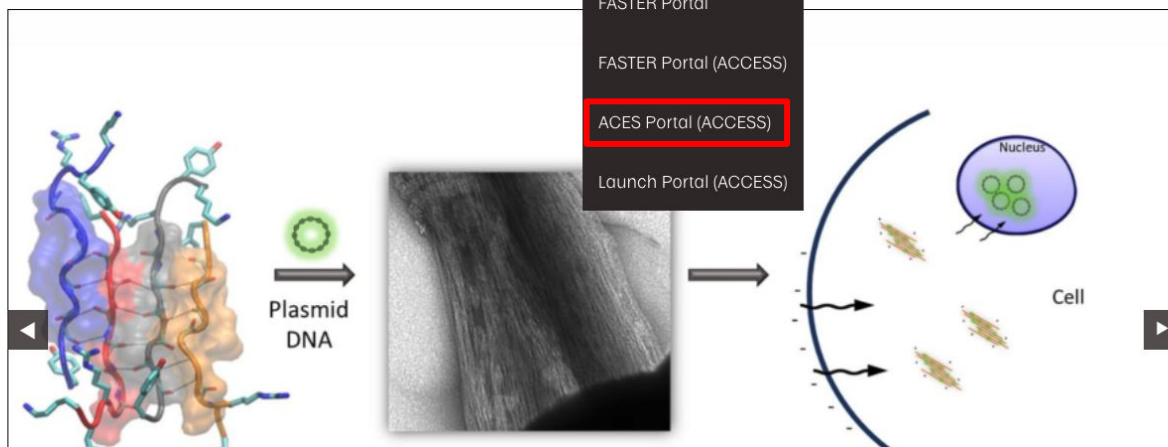 FASTER Portal
FASTER Portal (ACCESS)
ACES Portal (ACCESS)
Launch Portal (ACCESS)
Plasmid
DNA
Nucleus
Cell